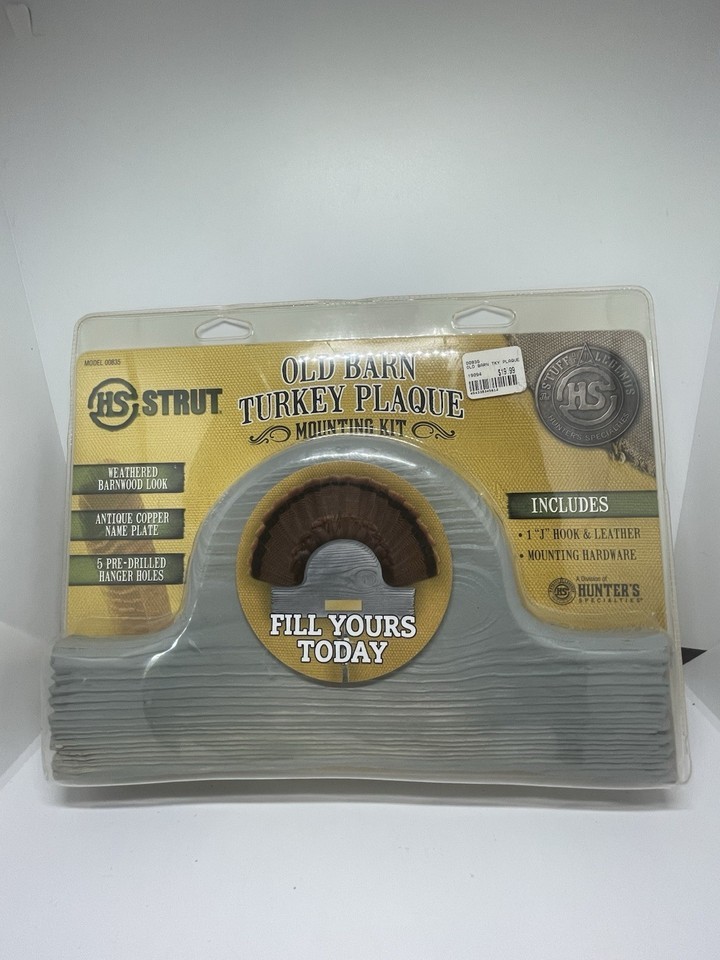 MODEL 00835
HS STRUT
OLD BARN
TURKEY PLAQUE
MOUNTING KIT
00835
OLD BARN TKY PLAQUE
$19.99
STUFF OF LEGENDS
HS
HUNTER'S SPECIALTIES
WEATHERED
BARNWOOD LOOK
ANTIQUE COPPER
NAME PLATE
5 PRE-DRILLED
HANGER HOLES
INCLUDES
• 1 "J" HOOK & LEATHER
• MOUNTING HARDWARE
A Division of
HS HUNTER'S
SPECIALTIES
FILL YOURS
TODAY